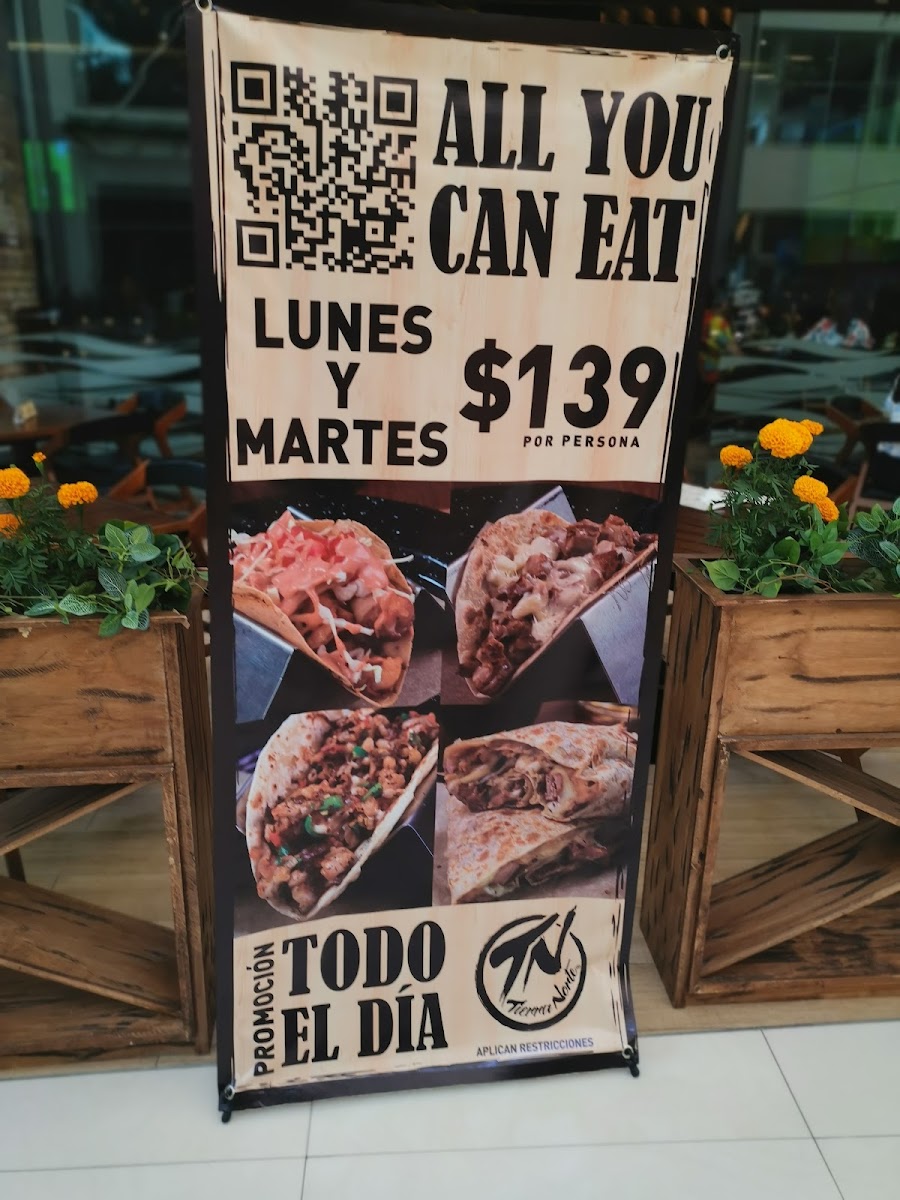 ALL YOU
CAN EAT
LUNES
Y
MARTES
$139
POR PERSONA
PROMOCIÓN
TODO
EL DÍA
TN
Tierra Norte
APLICAN RESTRICCIONES